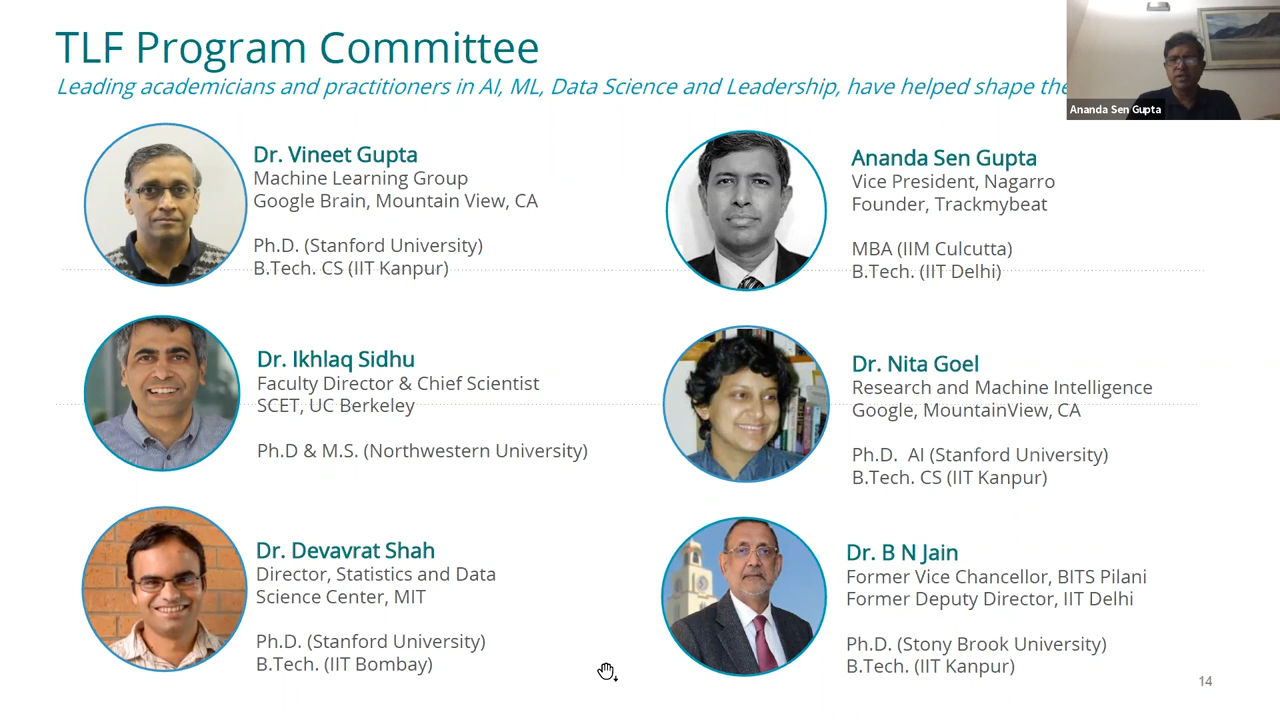 TLF Program Committee
Leading academicians and practitioners in AI, ML, Data Science and Leadership, have helped shape the
Ananda Sen Gupta
Dr. Vineet Gupta
Machine Learning Group
Google Brain, Mountain View, CA
Ph.D. (Stanford University)
B.Tech. CS (IIT Kanpur)
Ananda Sen Gupta
Vice President, Nagarro
Founder, Trackmybeat
MBA (IIM Culcutta)
B.Tech. (IIT Delhi)
Dr. Ikhlaq Sidhu
Faculty Director & Chief Scientist
SCET, UC Berkeley
Ph.D & M.S. (Northwestern University)
Dr. Nita Goel
Research and Machine Intelligence
Google, MountainView, CA
Ph.D. AI (Stanford University)
B.Tech. CS (IIT Kanpur)
Dr. Devavrat Shah
Director, Statistics and Data
Science Center, MIT
Ph.D. (Stanford University)
B.Tech. (IIT Bombay)
Dr. B N Jain
Former Vice Chancellor, BITS Pilani
Former Deputy Director, IIT Delhi
Ph.D. (Stony Brook University)
B.Tech. (IIT Kanpur)
14